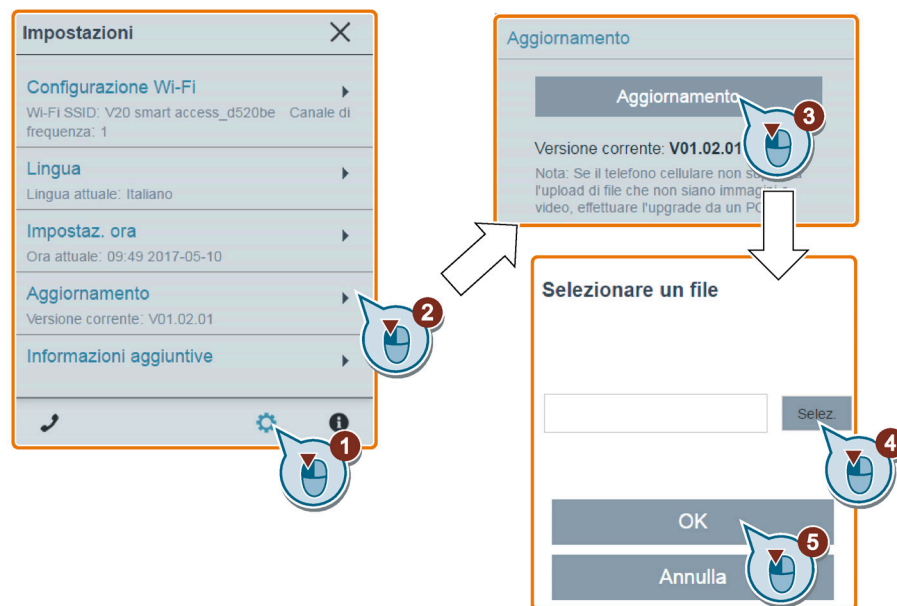 Impostazioni
Configurazione Wi-Fi
Wi-Fi SSID: V20 smart access_d520be Canale di
frequenza: 1
Lingua
Lingua attuale: Italiano
Impostaz. ora
Ora attuale: 09:49 2017-05-10
Aggiornamento
Versione corrente: V01.02.01
Informazioni aggiuntive
1
2
Aggiornamento
Aggiornamento
3
Versione corrente: V01.02.01
Nota: Se il telefono cellulare non
l'upload di file che non siano immagini
video, effettuare l'upgrade da un PC
Selezionare un file
Selez.
4
OK
5
Annulla